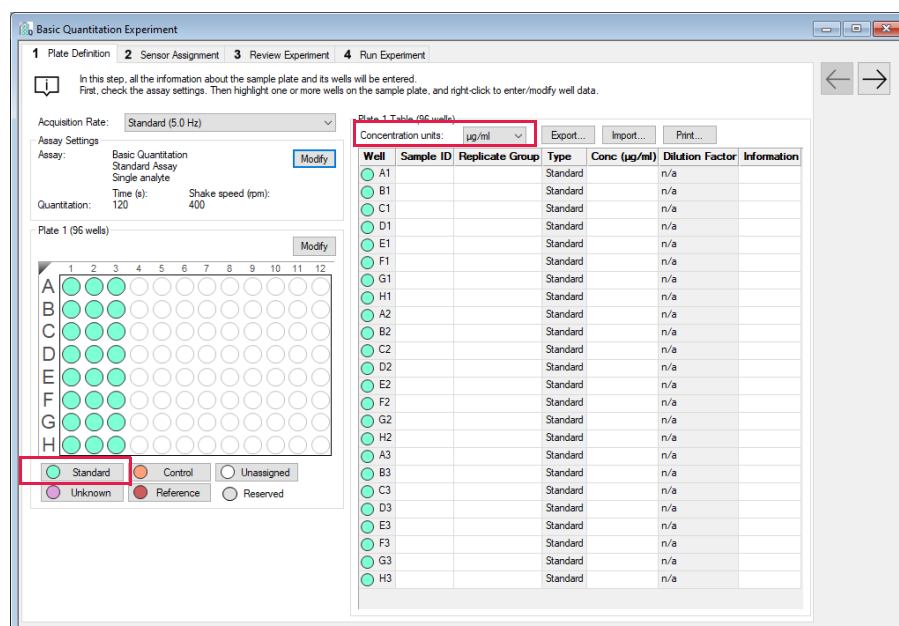 Basic Quantitation Experiment
1 Plate Definition 2 Sensor Assignment 3 Review Experiment 4 Run Experiment
In this step, all the information about the sample plate and its wells will be entered.
First, check the assay settings. Then highlight one or more wells on the sample plate, and right-click to enter/modify well data.
Acquisition Rate: Standard (5.0 Hz)
Assay Settings
Assay: Basic Quantitation
Standard Assay
Single analyte
Modify
Time (s): Shake speed (rpm):
Quantitation: 120 400
Plate 1 (96 wells)
Modify
1 2 3 4 5 6 7 8 9 10 11 12
A
B
C
D
E
F
G
H
Standard Control Unassigned
Unknown Reference Reserved
Plate 1 Table (96 wells)
Concentration units: µg/ml Export... Import... Print...
Well Sample ID Replicate Group Type Conc (µg/ml) Dilution Factor Information
A1 Standard n/a
B1 Standard n/a
C1 Standard n/a
D1 Standard n/a
E1 Standard n/a
F1 Standard n/a
G1 Standard n/a
H1 Standard n/a
A2 Standard n/a
B2 Standard n/a
C2 Standard n/a
D2 Standard n/a
E2 Standard n/a
F2 Standard n/a
G2 Standard n/a
H2 Standard n/a
A3 Standard n/a
B3 Standard n/a
C3 Standard n/a
D3 Standard n/a
E3 Standard n/a
F3 Standard n/a
G3 Standard n/a
H3 Standard n/a